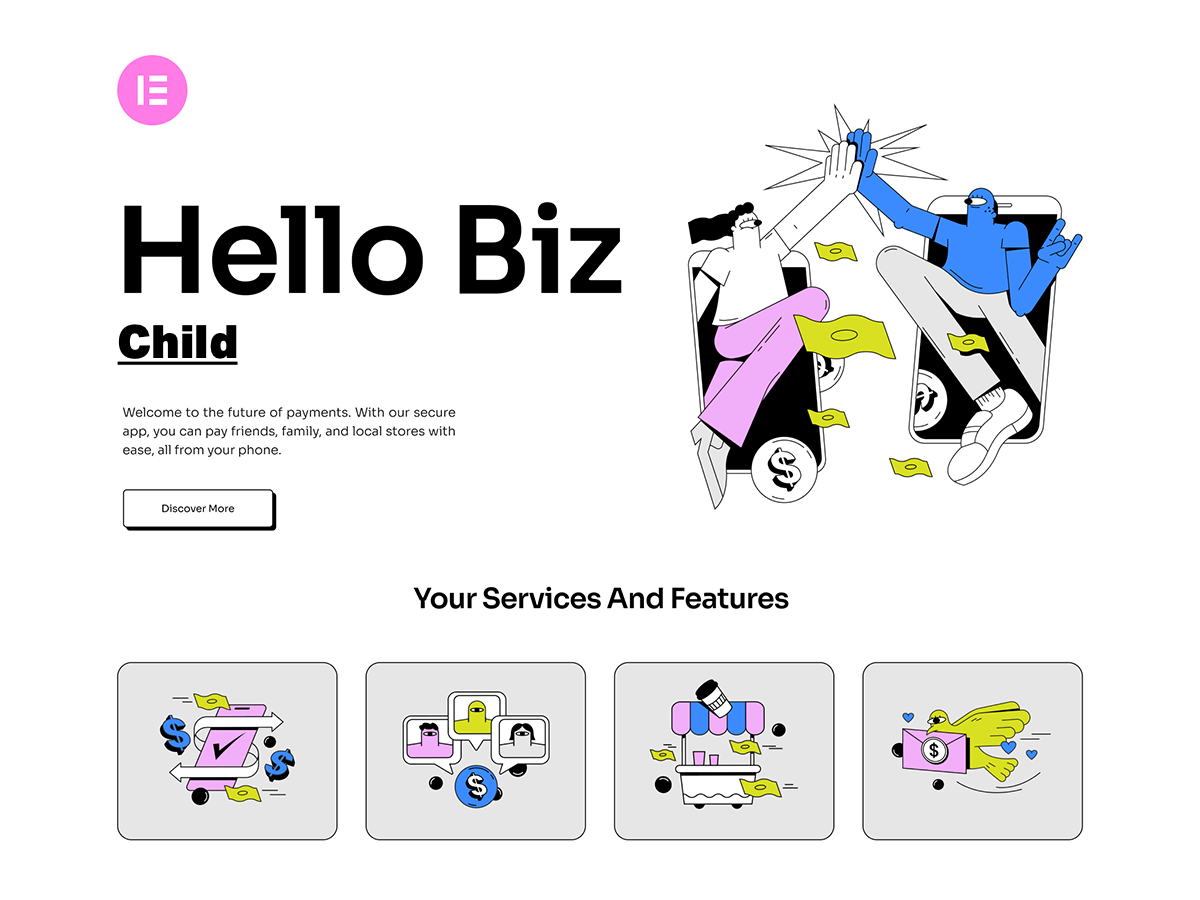 Hello Biz
Child
Welcome to the future of payments. With our secure
app, you can pay friends, family, and local stores with
ease, all from your phone.
Discover More
$
Your Services And Features
$
$
$
$